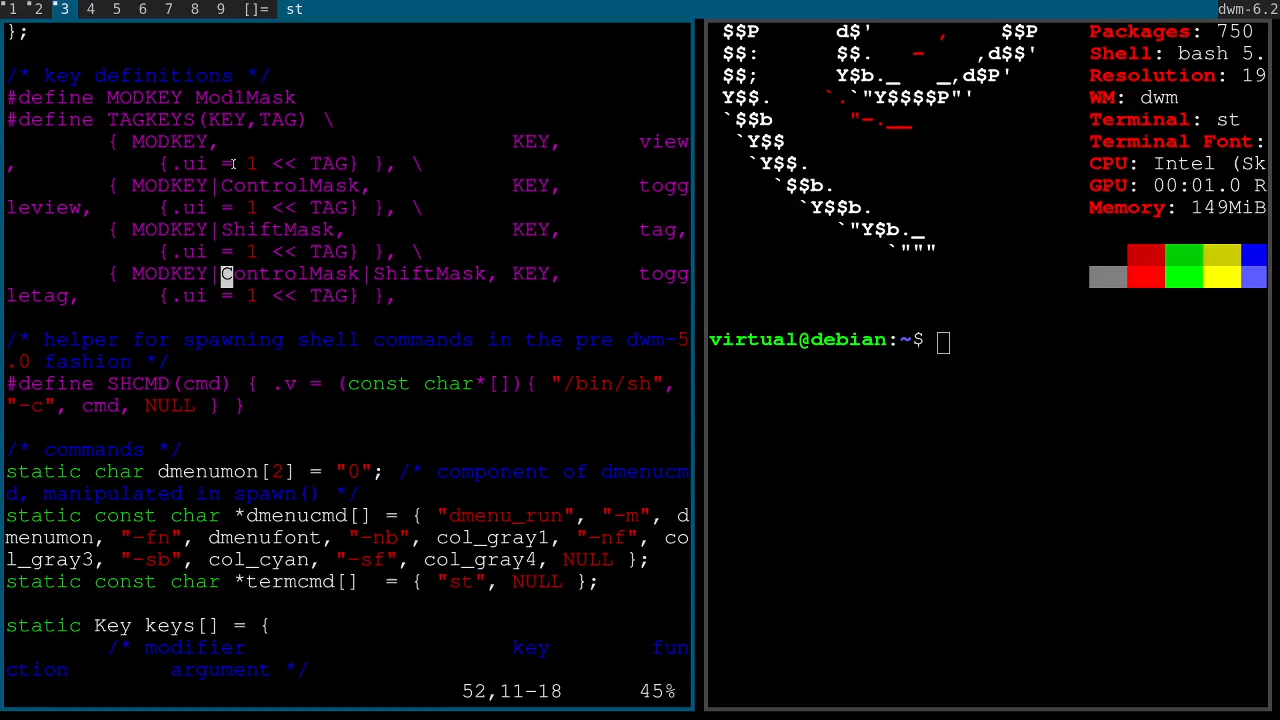 1 2 3 4 5 6 7 8 9 []= st dwm-6.2
};
/* key definitions */
#define MODKEY Mod1Mask
#define TAGKEYS(KEY,TAG) \
{ MODKEY, KEY, view
, {.ui = 1 << TAG} }, \
{ MODKEY|ControlMask, KEY, togg
leview, {.ui = 1 << TAG} }, \
{ MODKEY|ShiftMask, KEY, tag,
{.ui = 1 << TAG} }, \
{ MODKEY|ControlMask|ShiftMask, KEY, togg
letag, {.ui = 1 << TAG} },
/* helper for spawning shell commands in the pre dwm-5
.0 fashion */
#define SHCMD(cmd) { .v = (const char*[]){ "/bin/sh",
"-c", cmd, NULL } }
/* commands */
static char dmenumon[2] = "0"; /* component of dmenucm
d, manipulated in spawn() */
static const char *dmenucmd[] = { "dmenu_run", "-m", d
menumon, "-fn", dmenufont, "-nb", col_gray1, "-nf", co
l_gray3, "-sb", col_cyan, "-sf", col_gray4, NULL };
static const char *termcmd[]  = { "st", NULL };
static Key keys[] = {
/* modifier key fun
ction argument */
52,11-18 45%
$$P d$' , $$P
$$: $$. - ,d$$'
$$; Y$b._ _,d$P'
Y$$. `.`"Y$$$$P"'
`$$b "-.__
`Y$$
`Y$$.
`$$b.
`Y$$b.
`"Y$b._
`"""
Packages: 750
Shell: bash 5.
Resolution: 19
WM: dwm
Terminal: st
Terminal Font:
CPU: Intel (Sk
GPU: 00:01.0 R
Memory: 149MiB
virtual@debian:~$